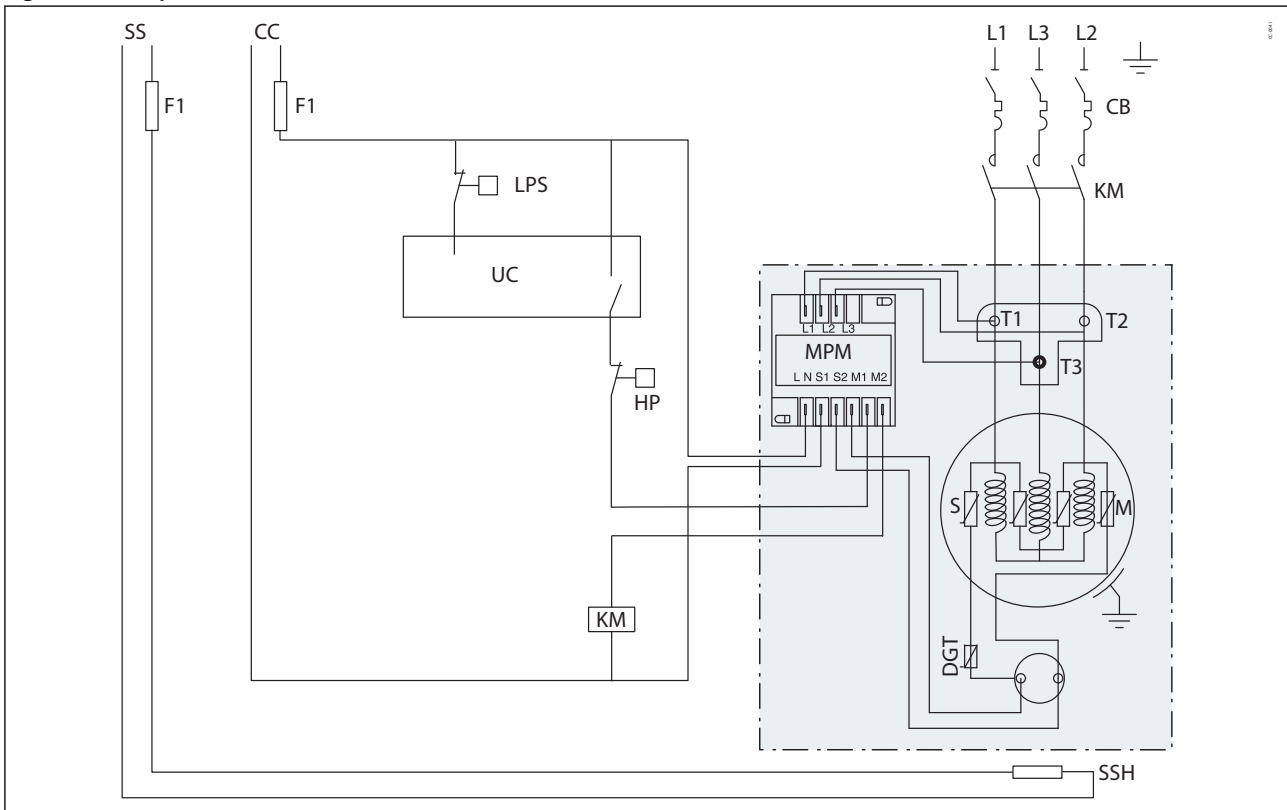 SS
CC
L1 L3 L2
F1
F1
CB
LPS
KM
UC
L1 L2 L3
T1
T2
MPM
T3
L N S1 S2 M1 M2
HP
S
M
KM
DGT
SSH